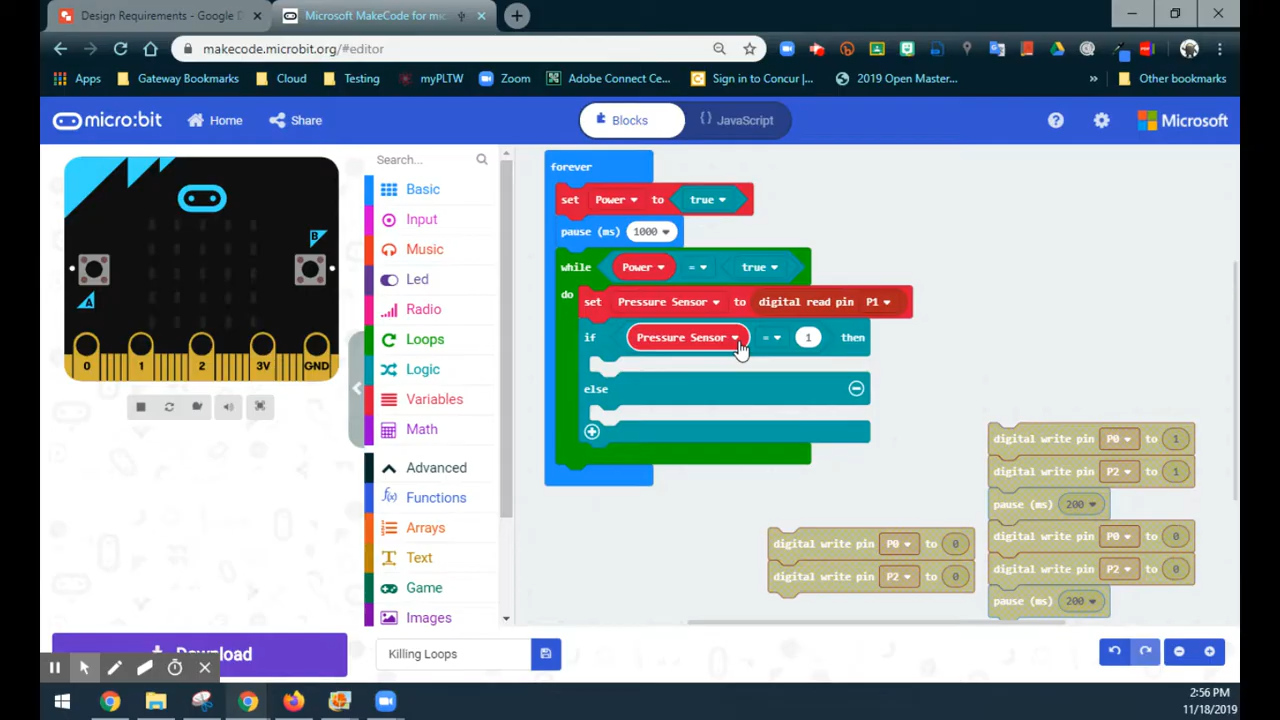 Design Requirements - Google D
Microsoft MakeCode for mic
makecode.microbit.org/#editor
Apps
Gateway Bookmarks
Cloud
Testing
myPLTW
Zoom
Adobe Connect Ce...
Sign in to Concur |...
2019 Open Master...
»
Other bookmarks
micro:bit
Home
Share
Blocks
{} JavaScript
Microsoft
A
B
0
1
2
3V
GND
Download
Search...
Basic
Input
Music
Led
Radio
Loops
Logic
Variables
Math
Advanced
Functions
Arrays
Text
Game
Images
forever
set Power to true
pause (ms) 1000
while Power = true
do set Pressure Sensor to digital read pin P1
if Pressure Sensor = 1 then
else
digital write pin P0 to 0
digital write pin P2 to 0
digital write pin P0 to 1
digital write pin P2 to 1
pause (ms) 200
digital write pin P0 to 0
digital write pin P2 to 0
pause (ms) 200
Killing Loops
2:56 PM
11/18/2019